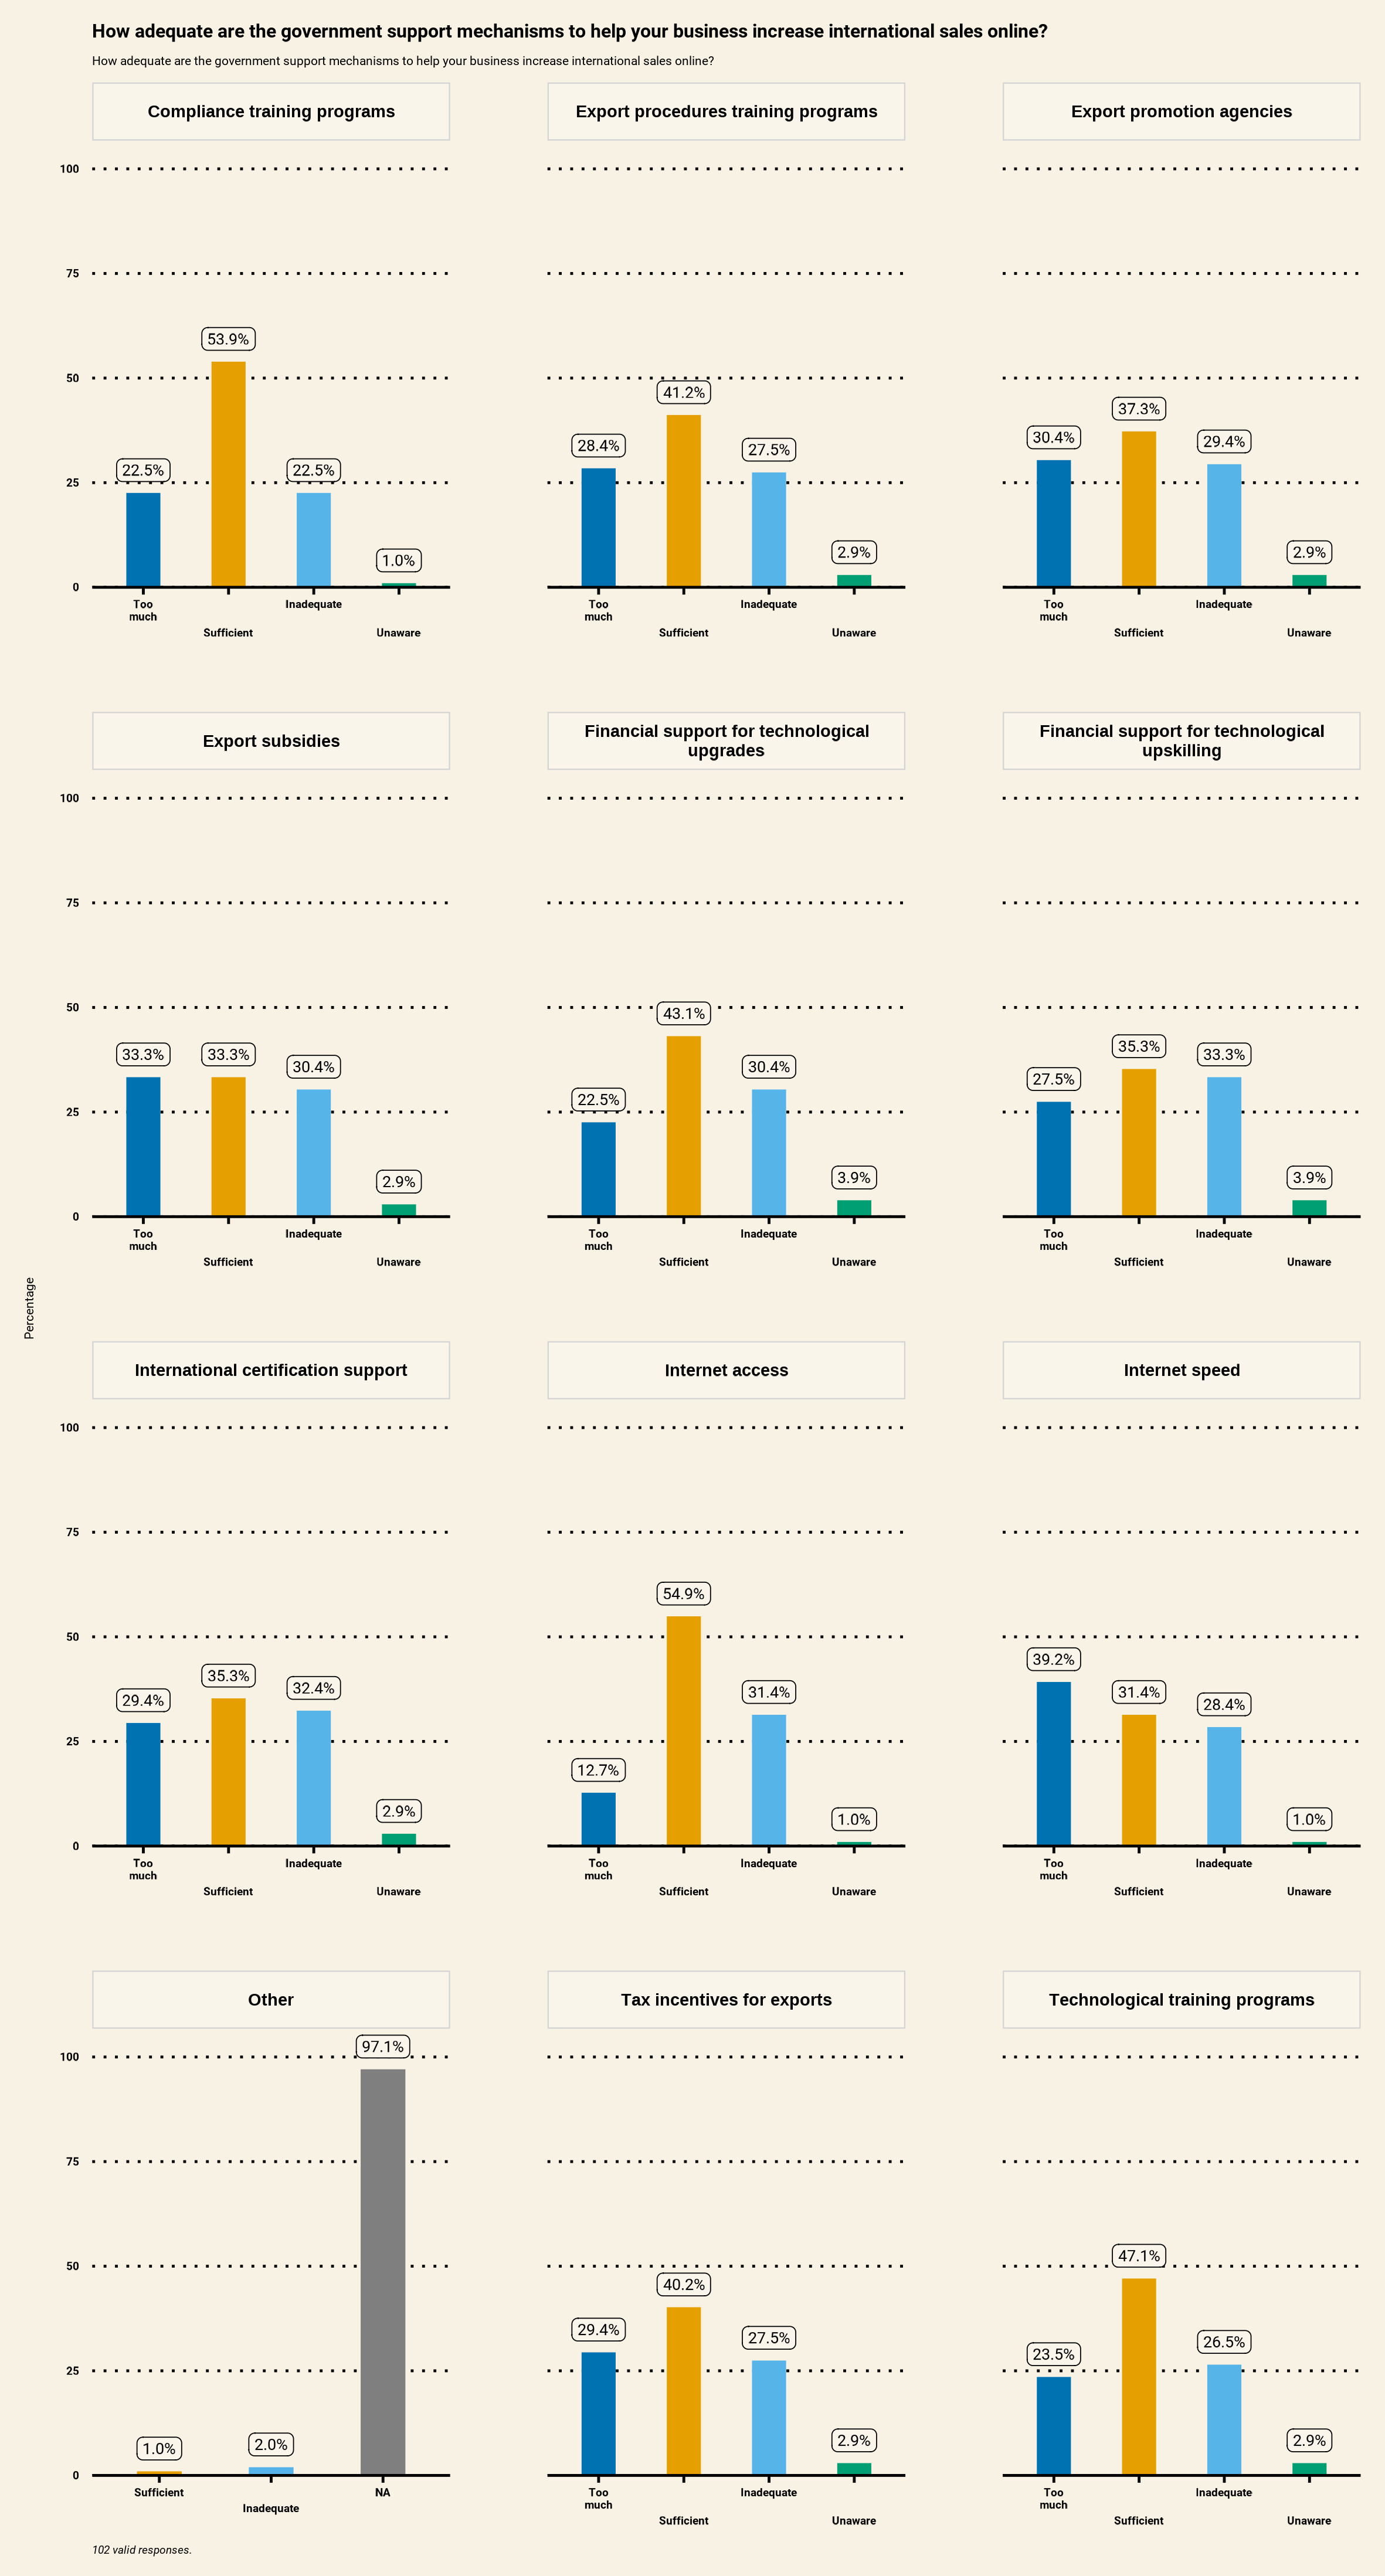 How adequate are the government support mechanisms to help your business increase international sales online?
How adequate are the government support mechanisms to help your business increase international sales online?
Compliance training programs
Export procedures training programs
Export promotion agencies
100
75
50
25
0
22.5%
53.9%
22.5%
1.0%
28.4%
41.2%
27.5%
2.9%
30.4%
37.3%
29.4%
2.9%
Too
much
Sufficient
Inadequate
Unaware
Too
much
Sufficient
Inadequate
Unaware
Too
much
Sufficient
Inadequate
Unaware
Export subsidies
Financial support for technological
upgrades
Financial support for technological
upskilling
100
75
50
25
0
33.3%
33.3%
30.4%
2.9%
22.5%
43.1%
30.4%
3.9%
27.5%
35.3%
33.3%
3.9%
Too
much
Sufficient
Inadequate
Unaware
Too
much
Sufficient
Inadequate
Unaware
Too
much
Sufficient
Inadequate
Unaware
Percentage
International certification support
Internet access
Internet speed
100
75
50
25
0
29.4%
35.3%
32.4%
2.9%
12.7%
54.9%
31.4%
1.0%
39.2%
31.4%
28.4%
1.0%
Too
much
Sufficient
Inadequate
Unaware
Too
much
Sufficient
Inadequate
Unaware
Too
much
Sufficient
Inadequate
Unaware
Other
Tax incentives for exports
Technological training programs
100
75
50
25
0
1.0%
2.0%
97.1%
29.4%
40.2%
27.5%
2.9%
23.5%
47.1%
26.5%
2.9%
Sufficient
Inadequate
NA
Too
much
Sufficient
Inadequate
Unaware
Too
much
Sufficient
Inadequate
Unaware
102 valid responses.